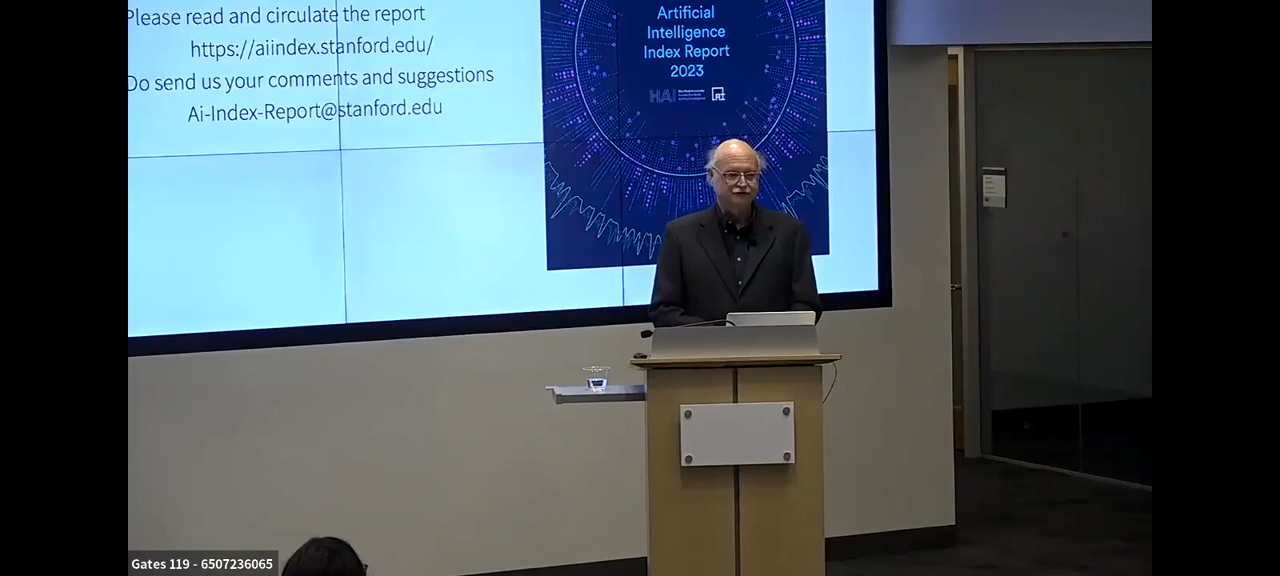 Please read and circulate the report
https://aiindex.stanford.edu/
Do send us your comments and suggestions
Ai-Index-Report@stanford.edu
Artificial
Intelligence
Index Report
2023
HAI
Gates 119 - 6507236065